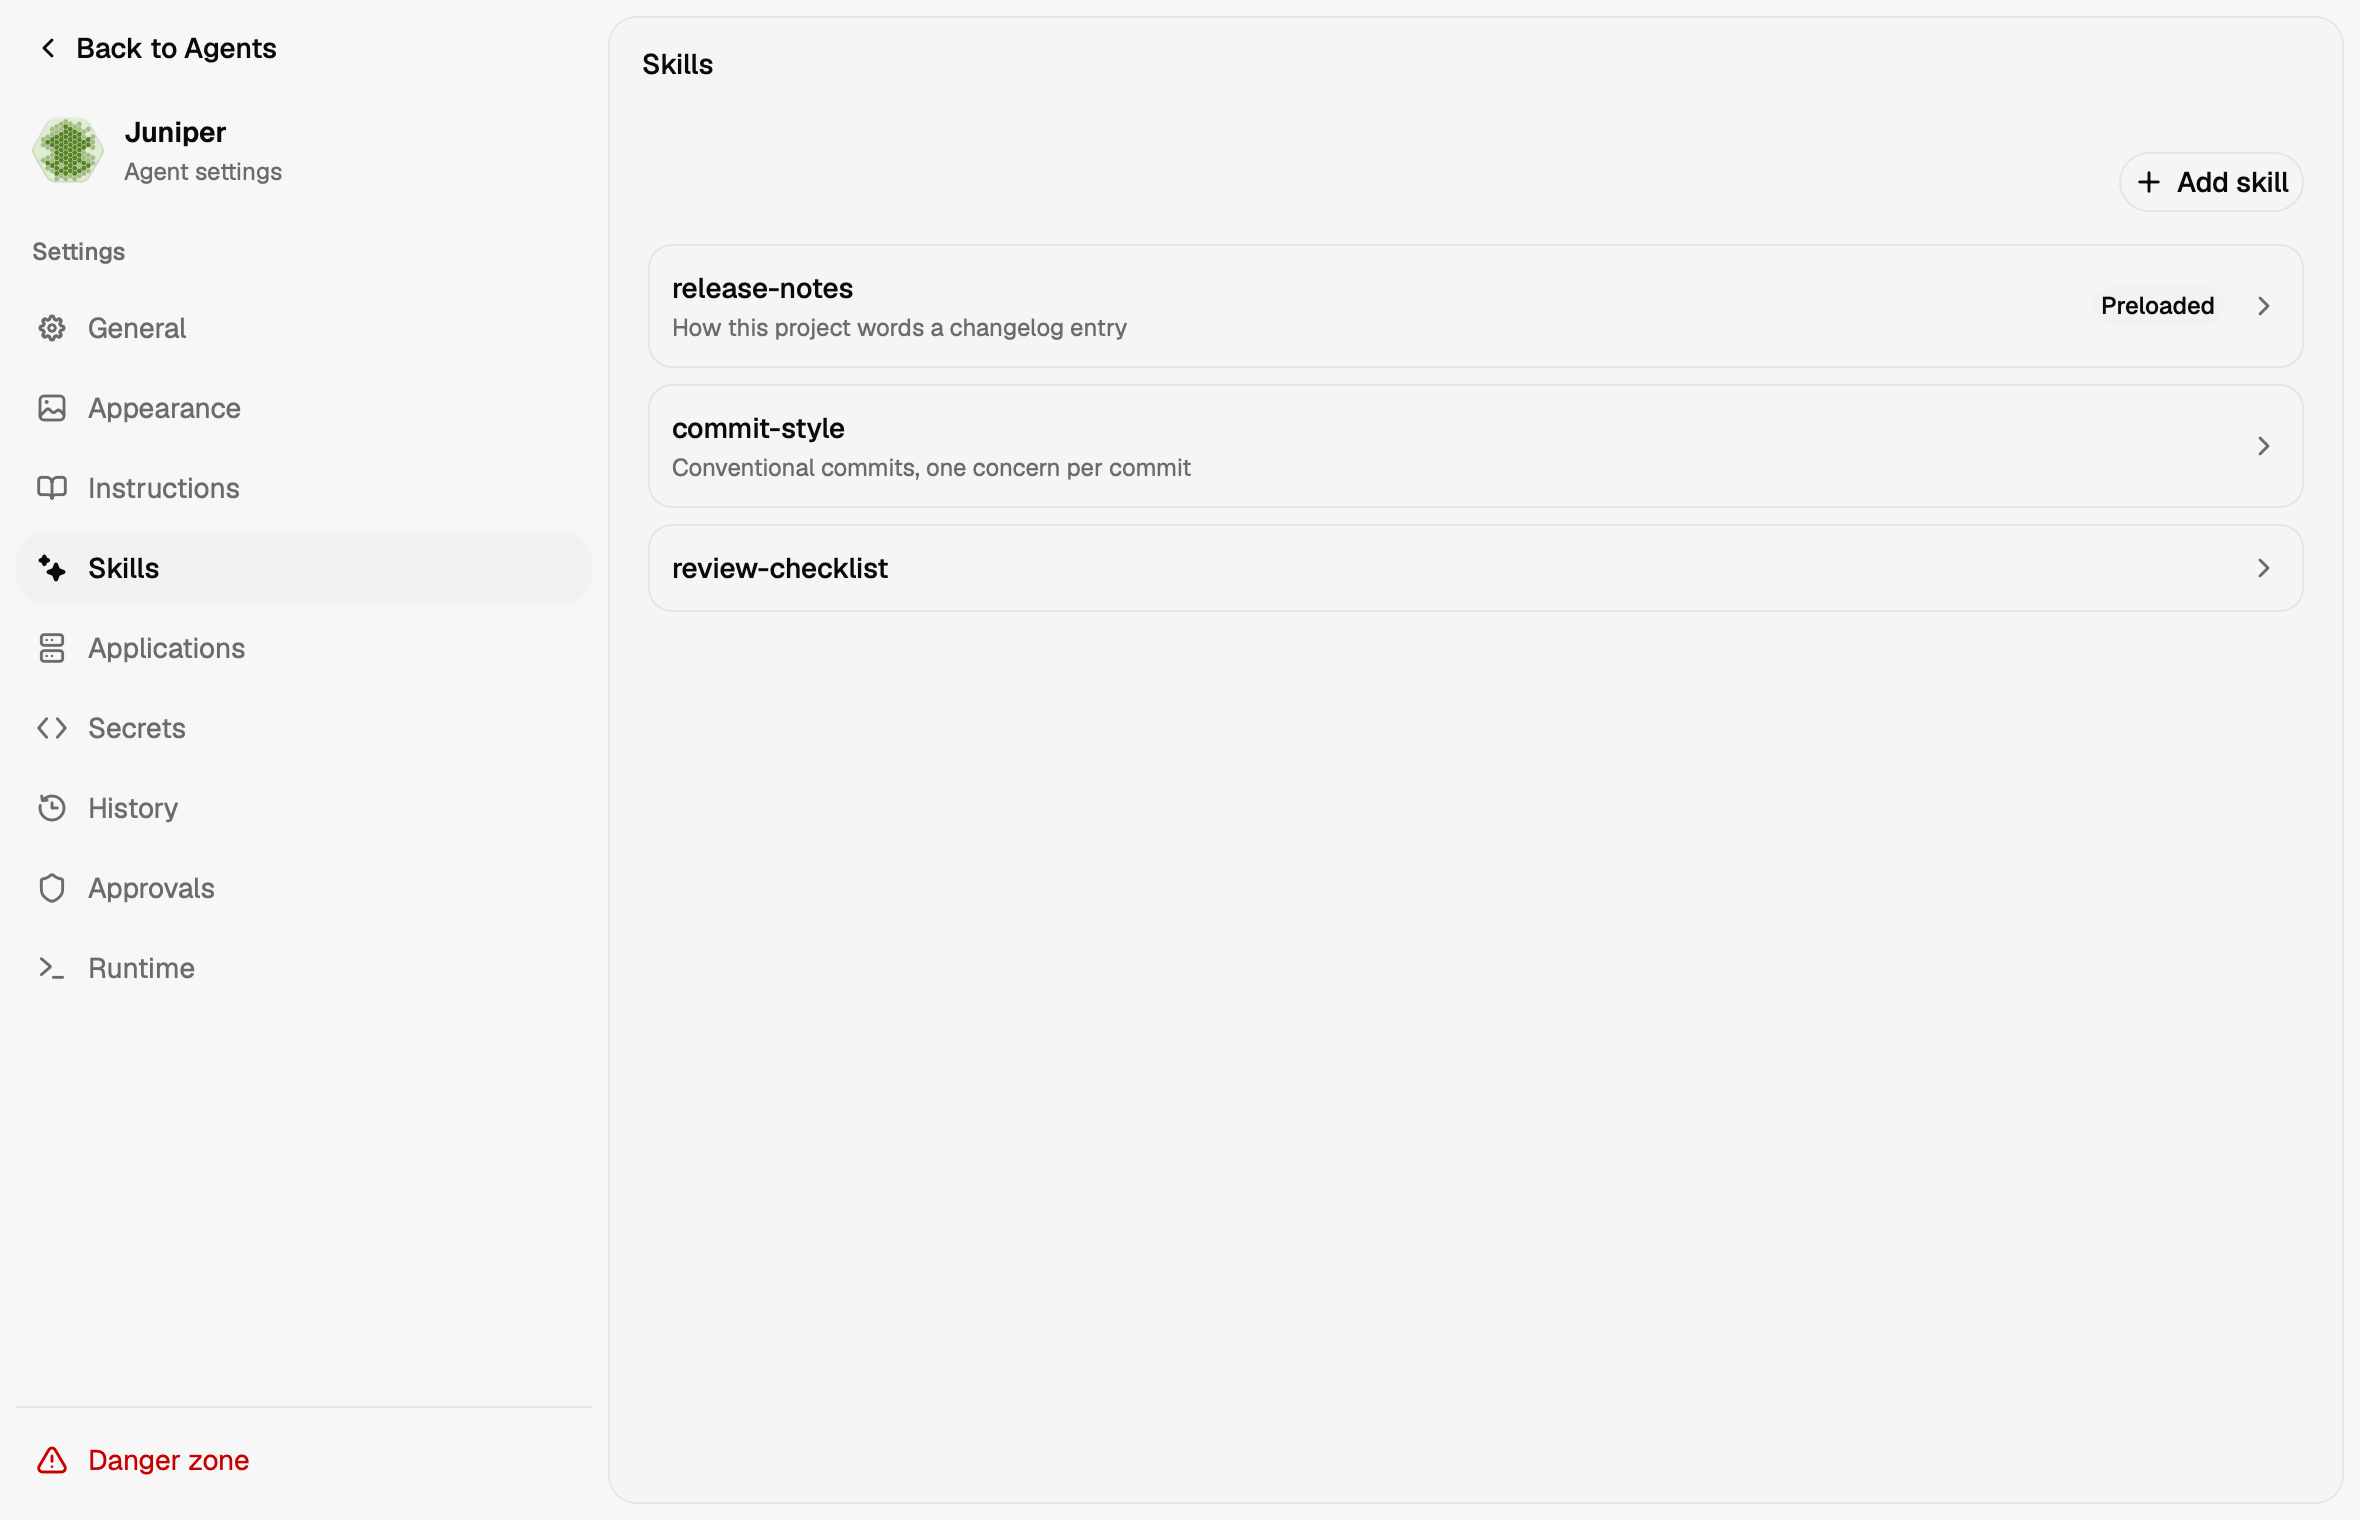 Back to Agents
Juniper
Agent settings
Settings
General
Appearance
Instructions
Skills
Applications
Secrets
History
Approvals
Runtime
Danger zone
Skills
Add skill
release-notes
How this project words a changelog entry
Preloaded
commit-style
Conventional commits, one concern per commit
review-checklist